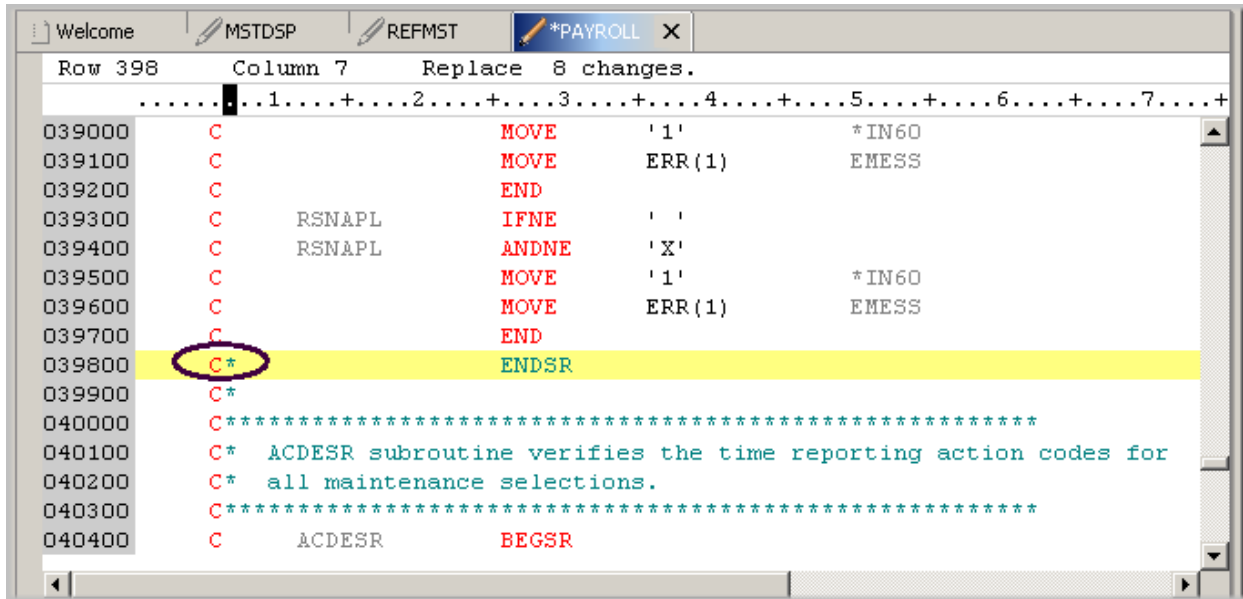 Welcome MSTDSP REFMST *PAYROLL X
Row 398 Column 7 Replace 8 changes.
.........1....+....2....+....3....+....4....+....5....+....6....+....7....+
039000 C MOVE '1' *IN60
039100 C MOVE ERR(1) EMESS
039200 C END
039300 C RSNAPL IFNE ' '
039400 C RSNAPL ANDNE 'X'
039500 C MOVE '1' *IN60
039600 C MOVE ERR(1) EMESS
039700 C END
039800 C* ENDSR
039900 C*
040000 C********************************************************
040100 C* ACDESR subroutine verifies the time reporting action codes for
040200 C* all maintenance selections.
040300 C********************************************************
040400 C ACDESR BEGSR